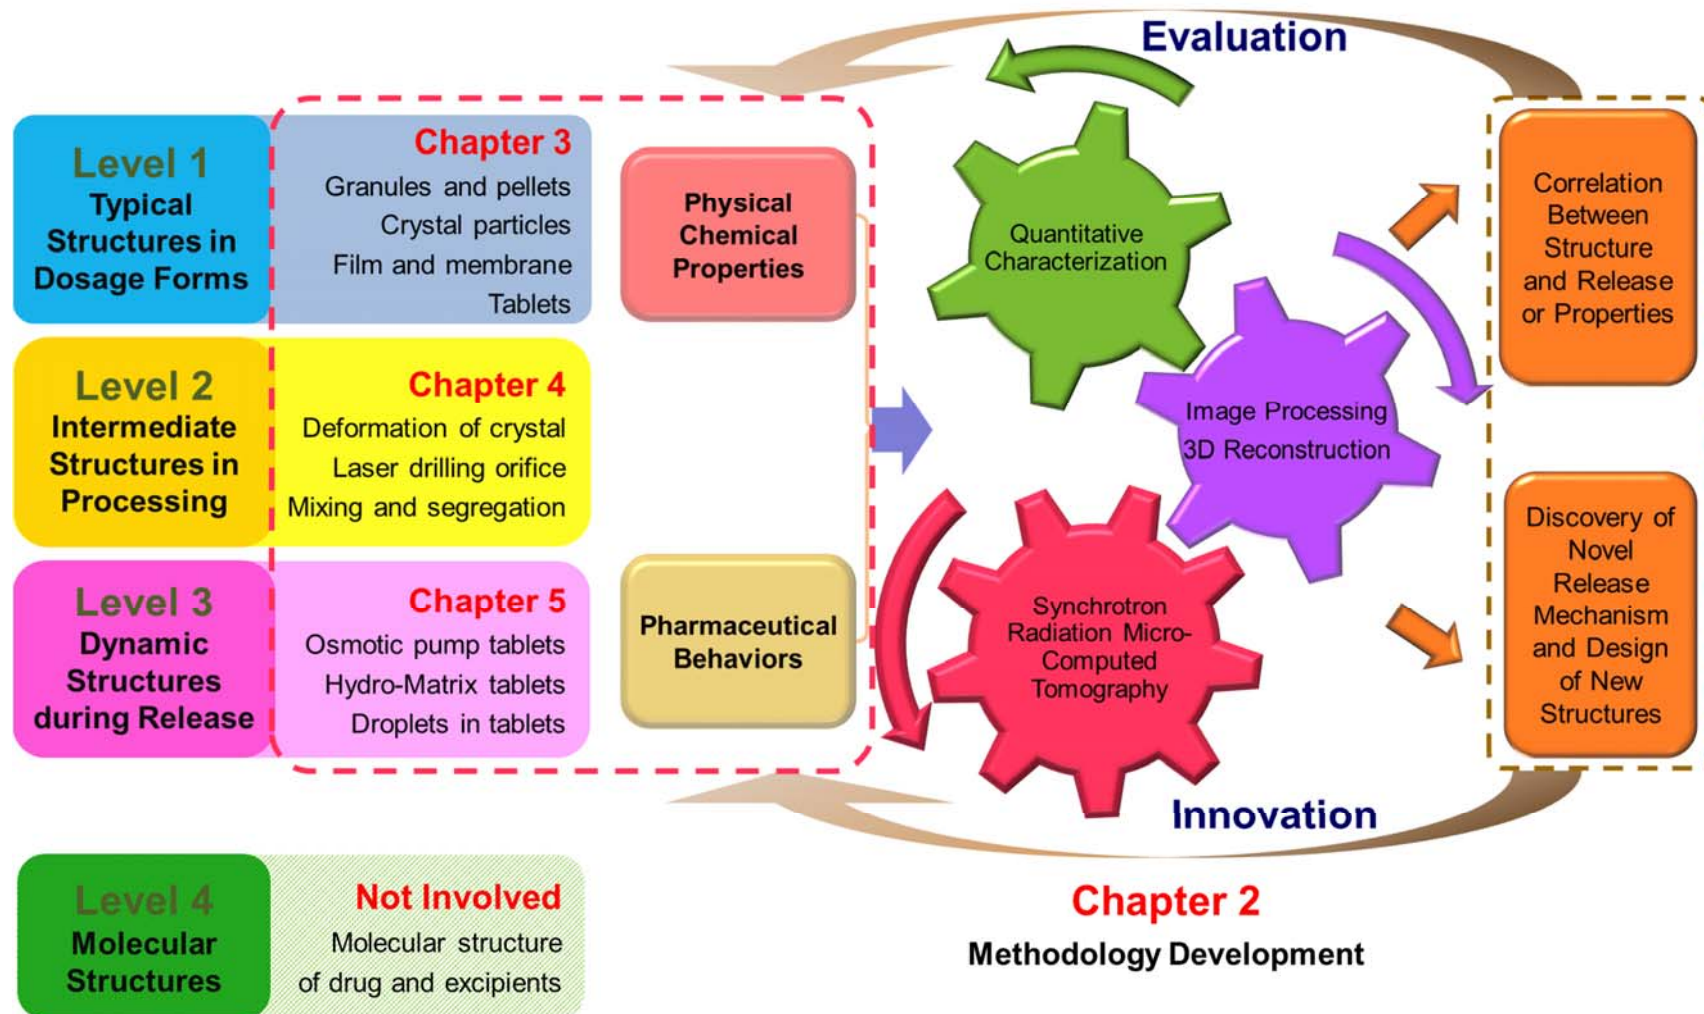 Evaluation
Level 1
Typical
Structures in
Dosage Forms
Chapter 3
Granules and pellets
Crystal particles
Film and membrane
Tablets
Level 2
Intermediate
Structures in
Processing
Chapter 4
Deformation of crystal
Laser drilling orifice
Mixing and segregation
Level 3
Dynamic
Structures
during Release
Chapter 5
Osmotic pump tablets
Hydro-Matrix tablets
Droplets in tablets
Level 4
Molecular
Structures
Not Involved
Molecular structure
of drug and excipients
Physical
Chemical
Properties
Pharmaceutical
Behaviors
Quantitative
Characterization
Image Processing
3D Reconstruction
Synchrotron
Radiation Micro-
Computed
Tomography
Correlation
Between
Structure
and Release
or Properties
Discovery of
Novel
Release
Mechanism
and Design
of New
Structures
Innovation
Chapter 2
Methodology Development